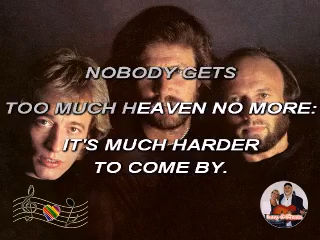 NOBODY GETS
TOO MUCH HEAVEN NO MORE:
IT'S MUCH HARDER
TO COME BY.